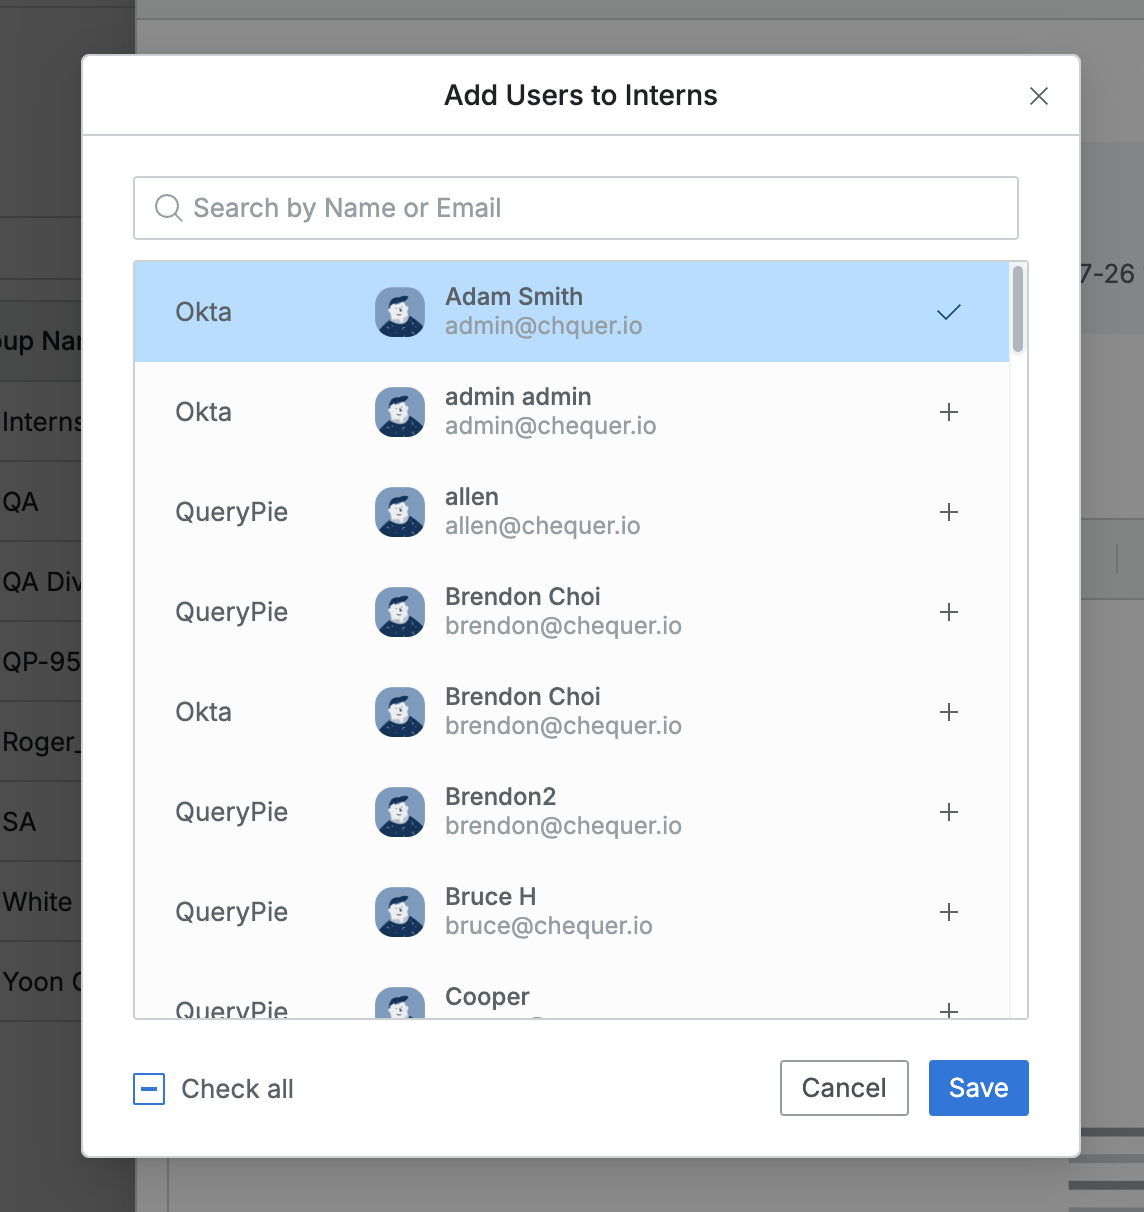 Add Users to Interns
Search by Name or Email
Okta
Adam Smith
admin@chquer.io
Okta
admin admin
admin@chequer.io
QueryPie
allen
allen@chequer.io
QueryPie
Brendon Choi
brendon@chequer.io
Okta
Brendon Choi
brendon@chequer.io
QueryPie
Brendon2
brendon@chequer.io
QueryPie
Bruce H
bruce@chequer.io
QueryPie
Cooper
Check all
Cancel
Save
7-26
Interns
QA
QA Div
QP-95
Roger_
SA
White
Yoon